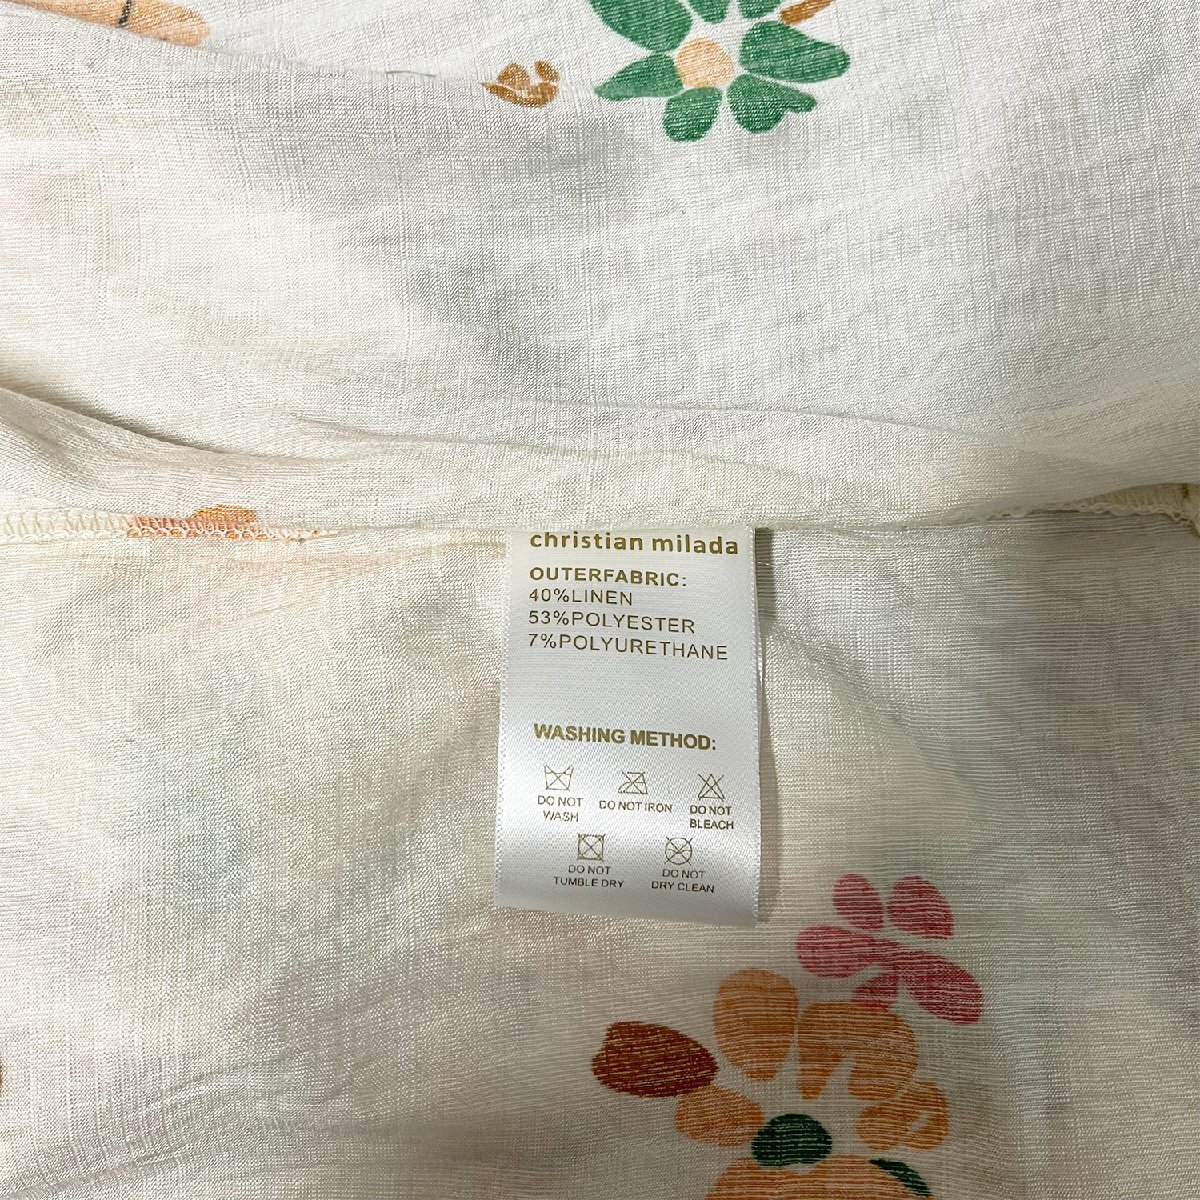 christian milada
OUTERFABRIC:
40%LINEN
53%POLYESTER
7%POLYURETHANE
WASHING METHOD:
DO NOT WASH
DO NOT IRON
DO NOT BLEACH
DO NOT TUMBLE DRY
DO NOT DRY CLEAN